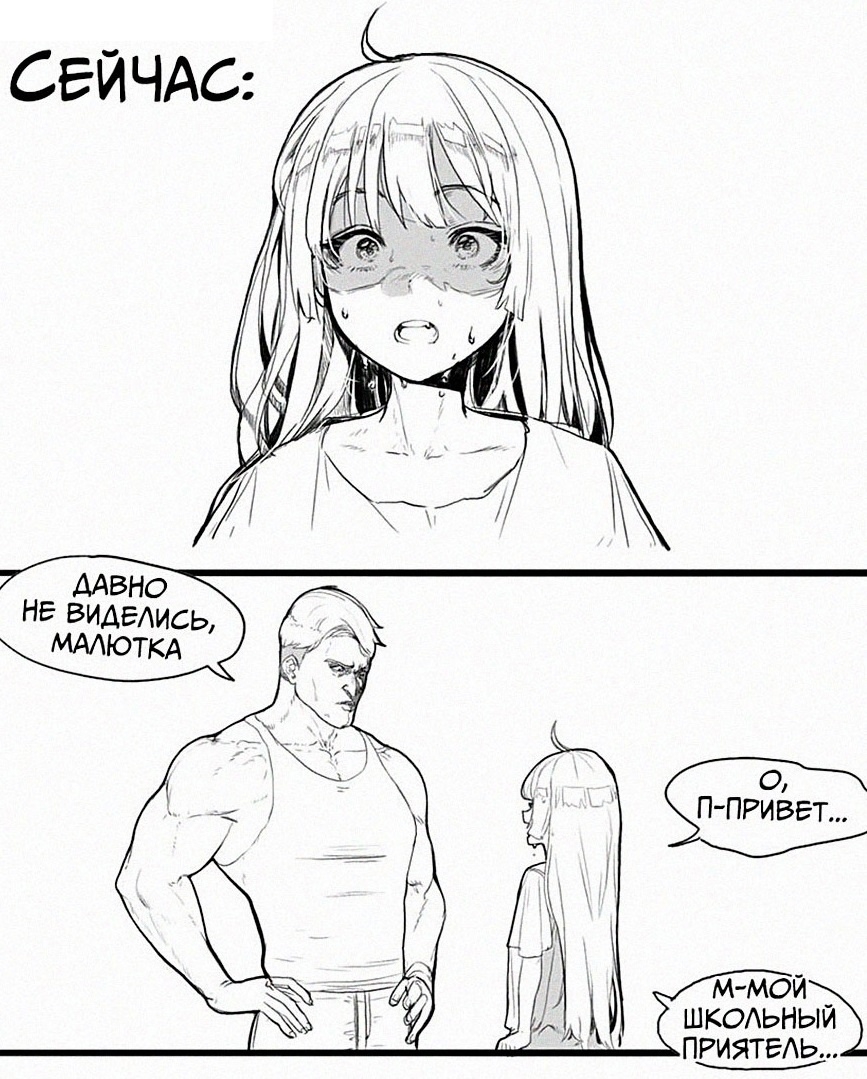 СЕЙЧАС:
ДАВНО
НЕ ВИДЕЛИСЬ,
МАЛЮТКА
О,
П-ПРИВЕТ...
М-МОЙ
ШКОЛЬНЫЙ
ПРИЯТЕЛЬ...